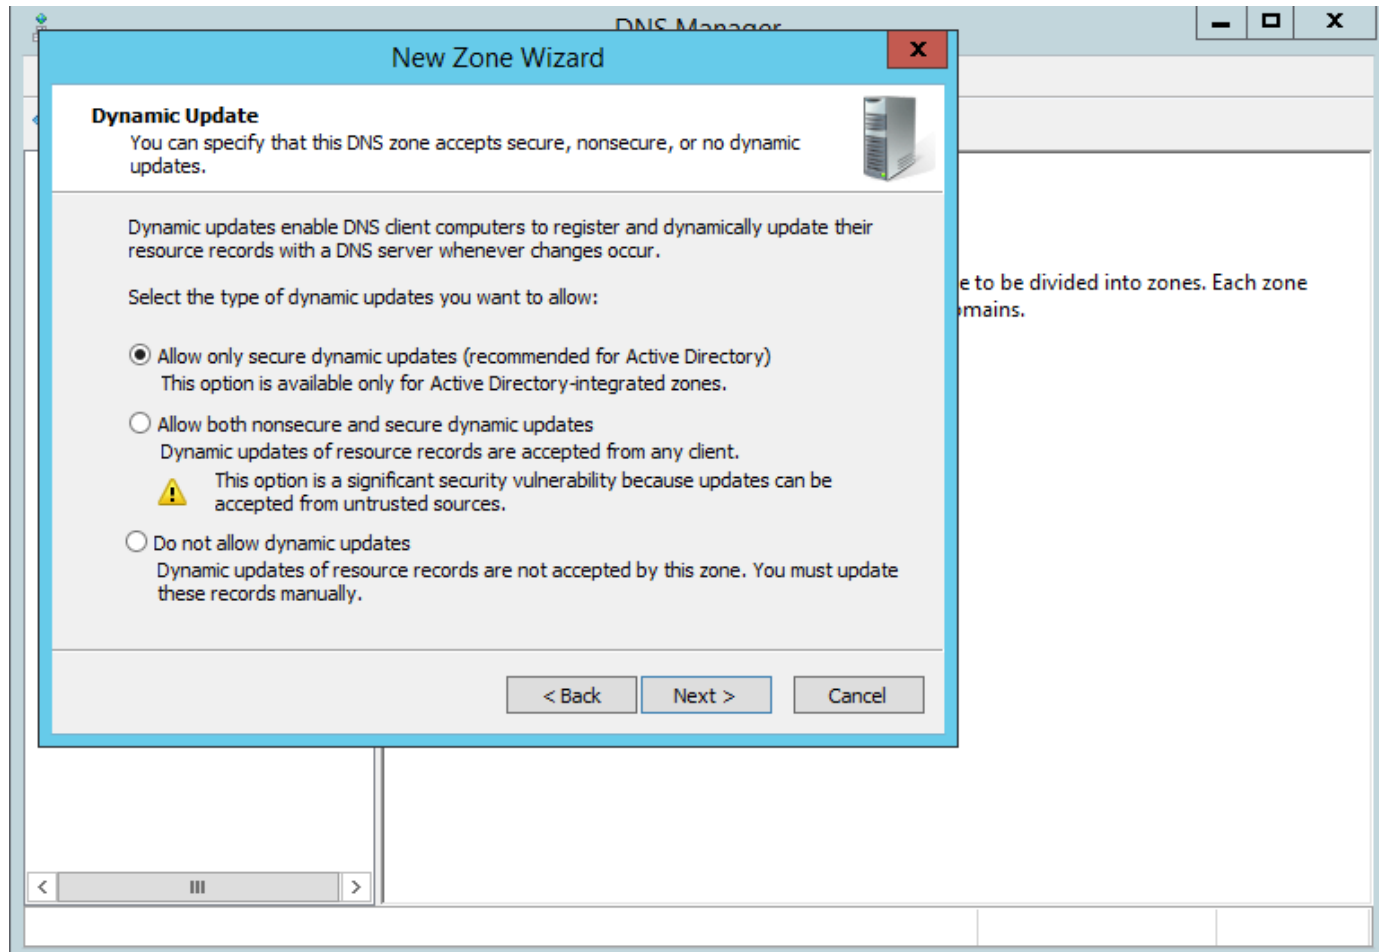 DNS Manager
New Zone Wizard
Dynamic Update
You can specify that this DNS zone accepts secure, nonsecure, or no dynamic
updates.
Dynamic updates enable DNS client computers to register and dynamically update their
resource records with a DNS server whenever changes occur.
Select the type of dynamic updates you want to allow:
Allow only secure dynamic updates (recommended for Active Directory)
This option is available only for Active Directory-integrated zones.
Allow both nonsecure and secure dynamic updates
Dynamic updates of resource records are accepted from any client.
This option is a significant security vulnerability because updates can be
accepted from untrusted sources.
Do not allow dynamic updates
Dynamic updates of resource records are not accepted by this zone. You must update
these records manually.
< Back Next > Cancel
e to be divided into zones. Each zone
mains.